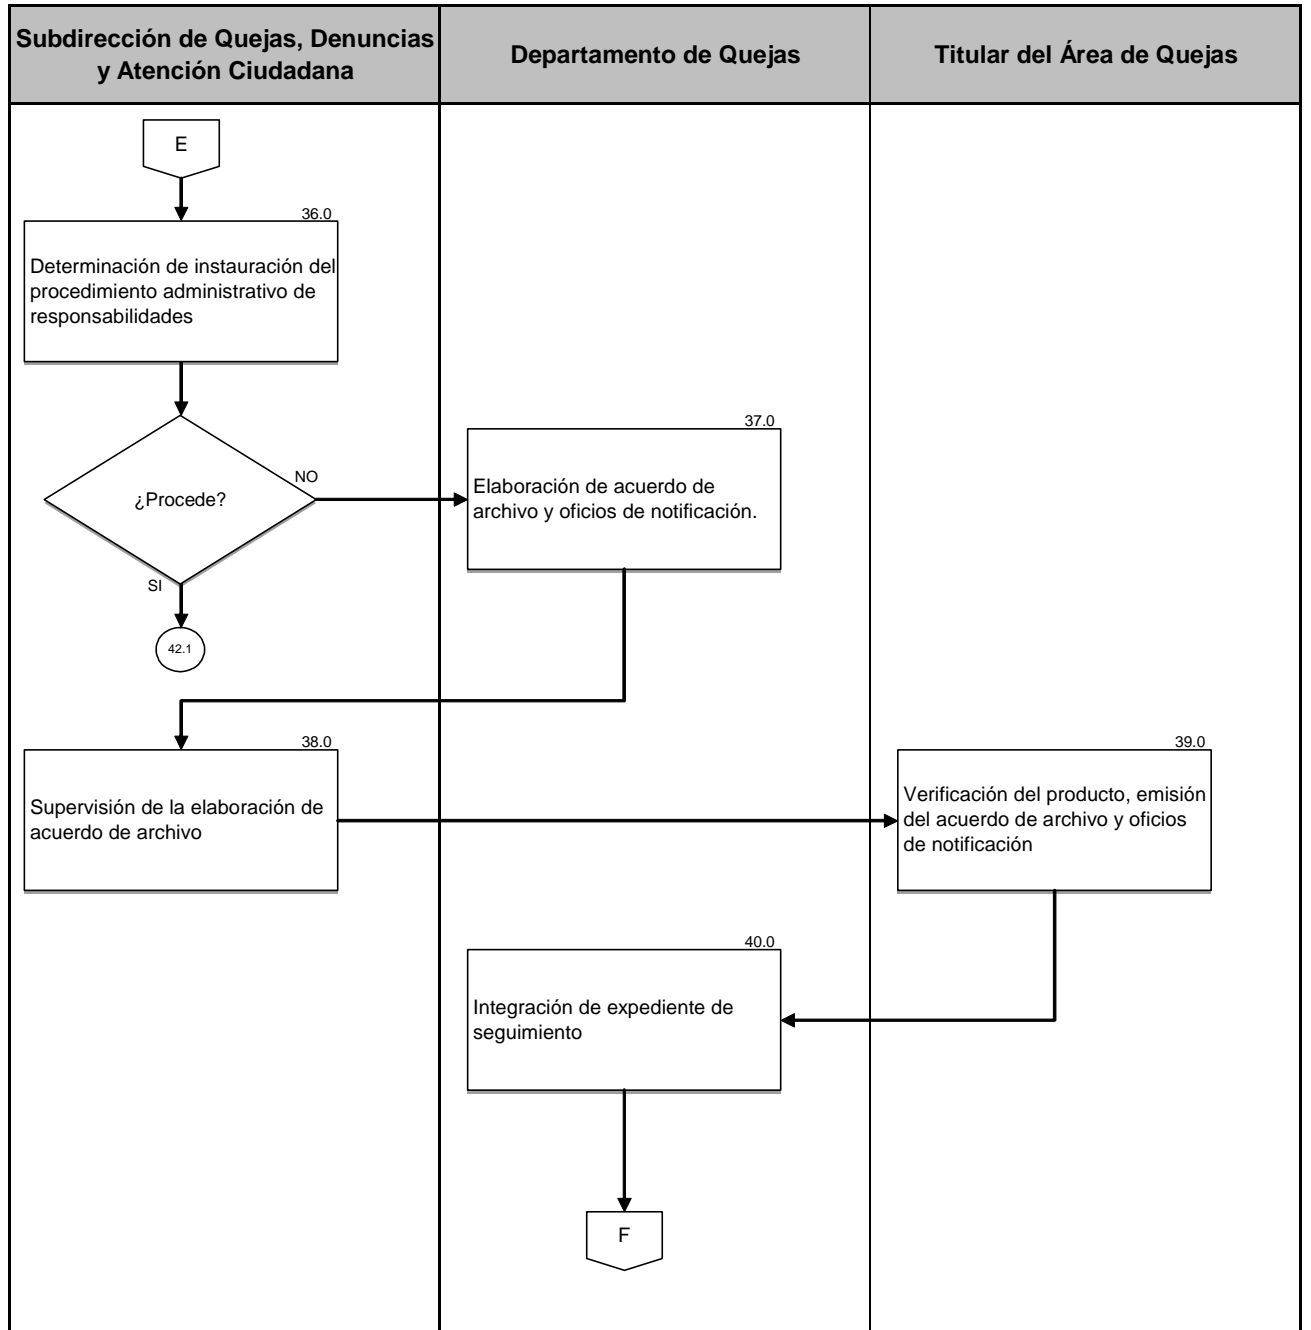 Subdirección de Quejas, Denuncias
y Atención Ciudadana
Departamento de Quejas
Titular del Área de Quejas
E
36.0
Determinación de instauración del
procedimiento administrativo de
responsabilidades
¿Procede?
NO
SI
42.1
37.0
Elaboración de acuerdo de
archivo y oficios de notificación.
38.0
Supervisión de la elaboración de
acuerdo de archivo
39.0
Verificación del producto, emisión
del acuerdo de archivo y oficios
de notificación
40.0
Integración de expediente de
seguimiento
F